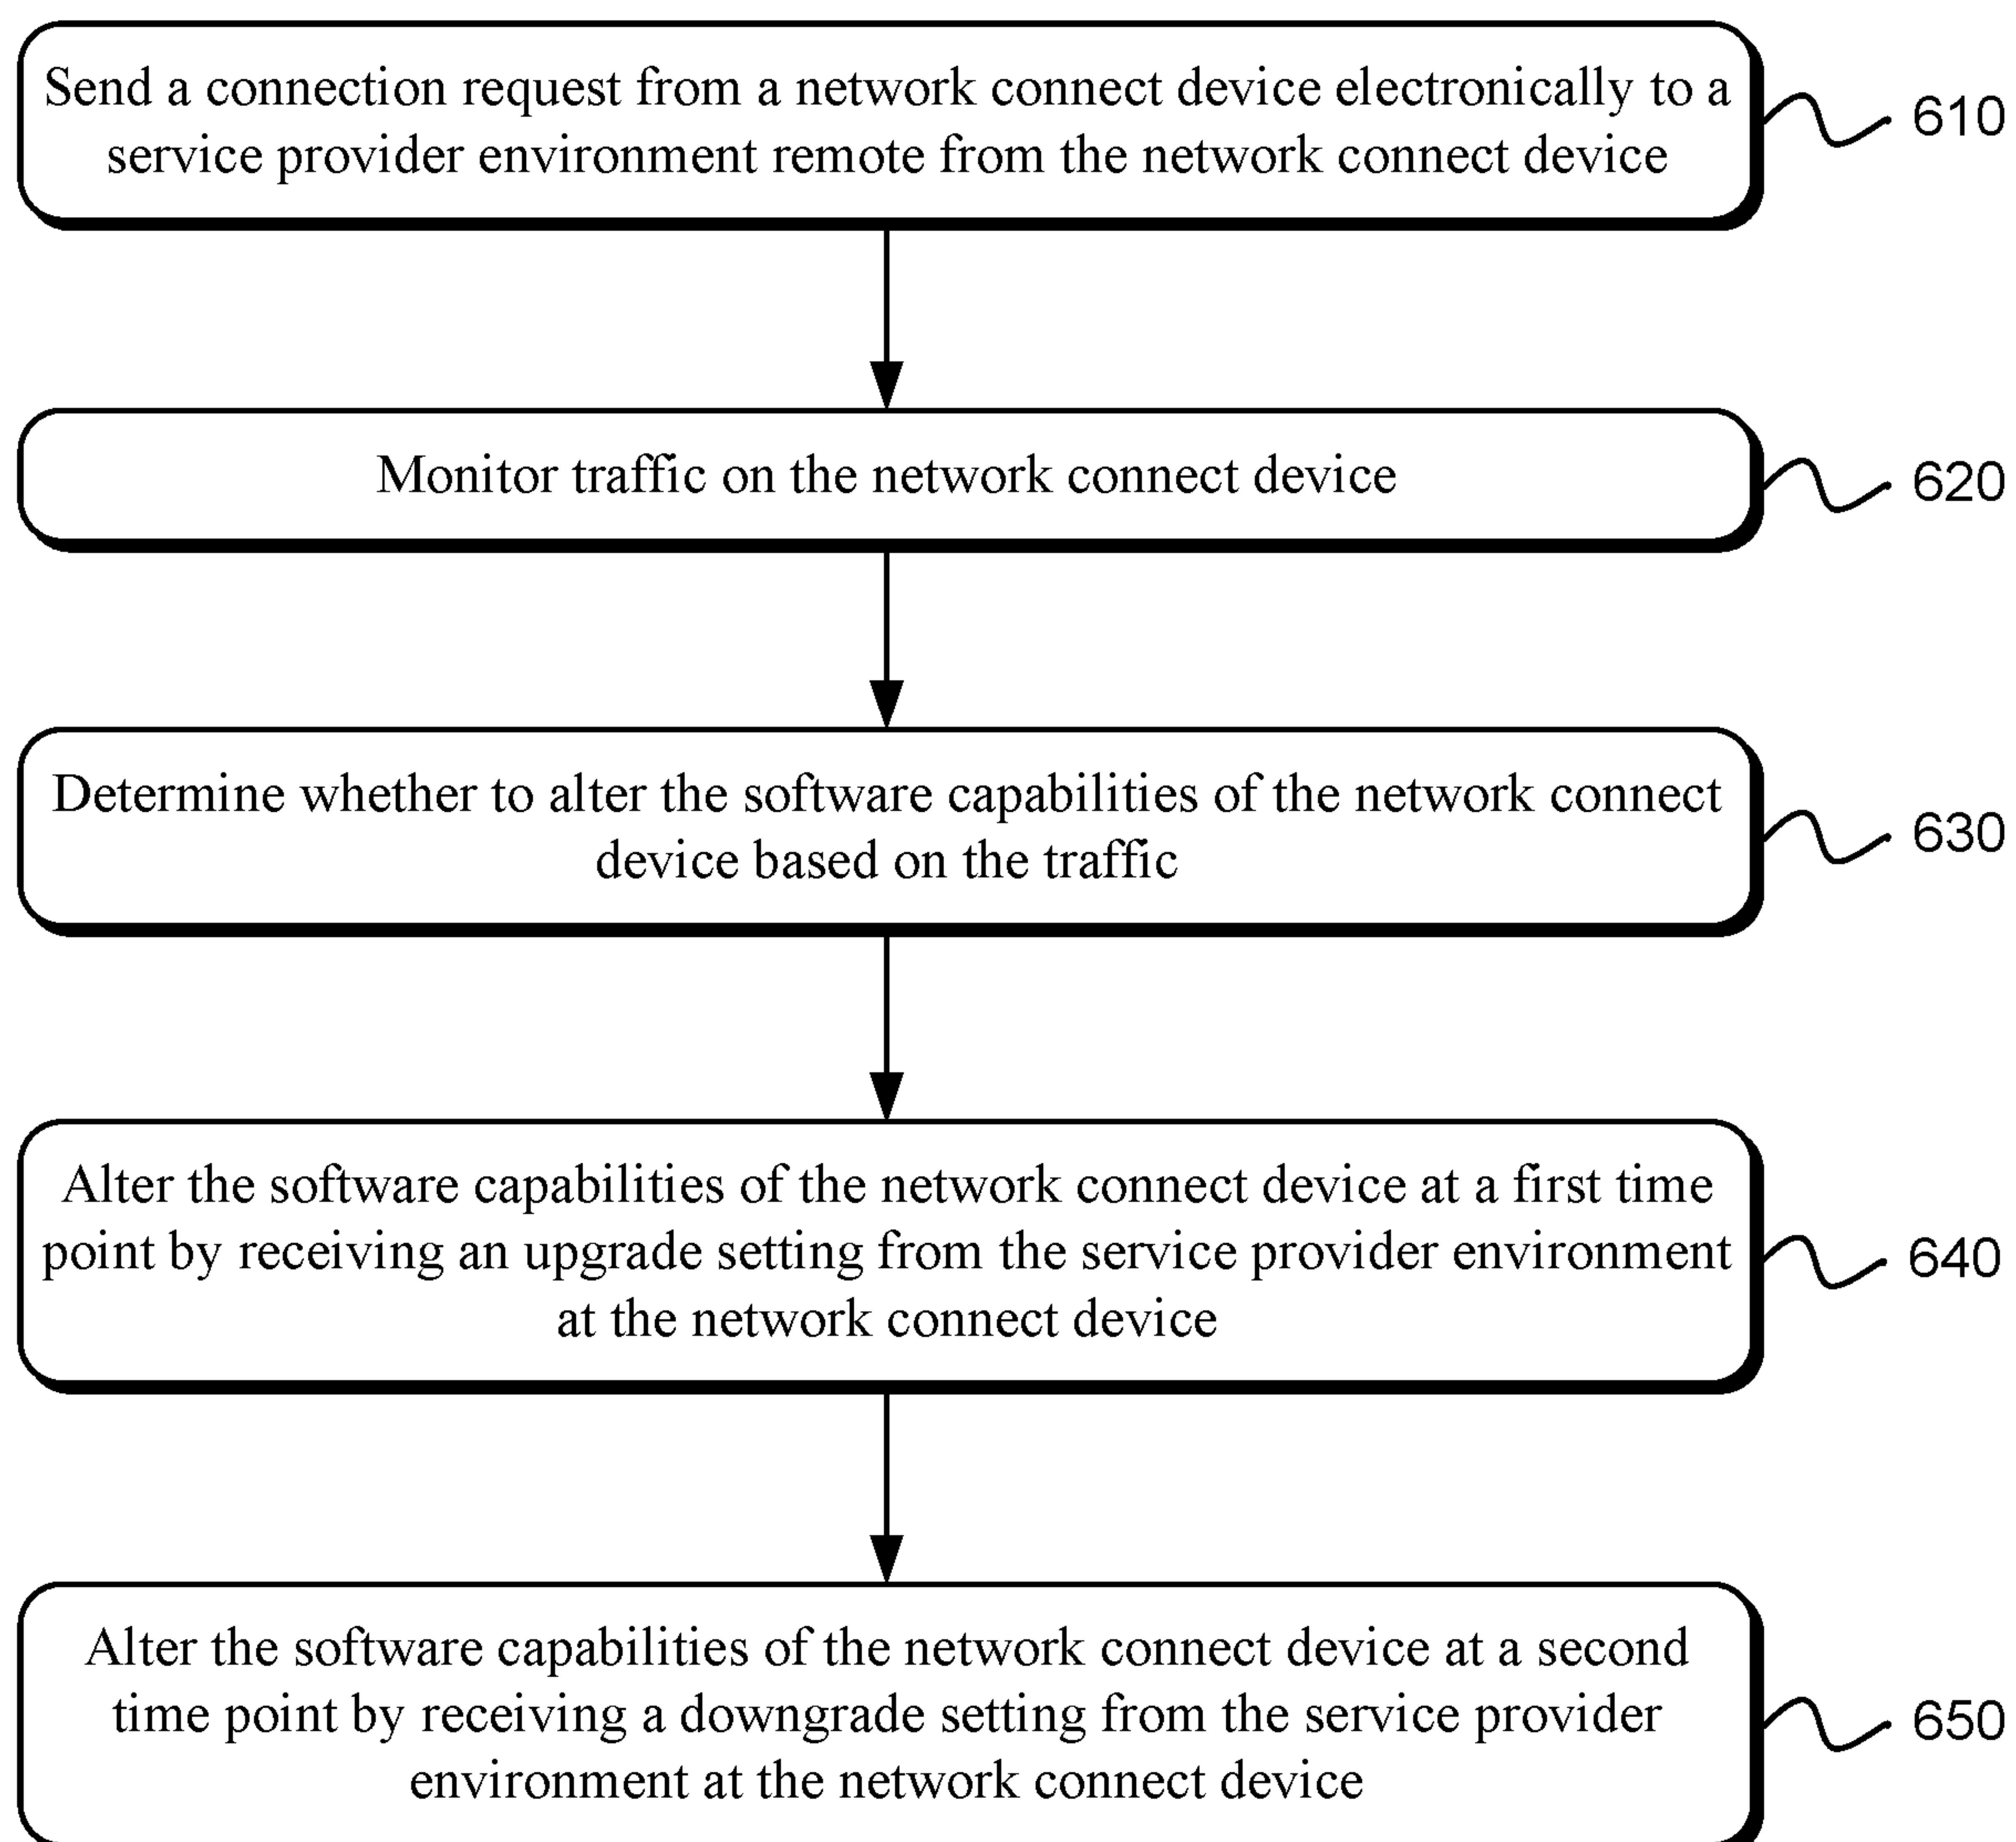 Send a connection request from a network connect device electronically to a
service provider environment remote from the network connect device
610
Monitor traffic on the network connect device
620
Determine whether to alter the software capabilities of the network connect
device based on the traffic
630
Alter the software capabilities of the network connect device at a first time
point by receiving an upgrade setting from the service provider environment
at the network connect device
640
Alter the software capabilities of the network connect device at a second
time point by receiving a downgrade setting from the service provider
environment at the network connect device
650